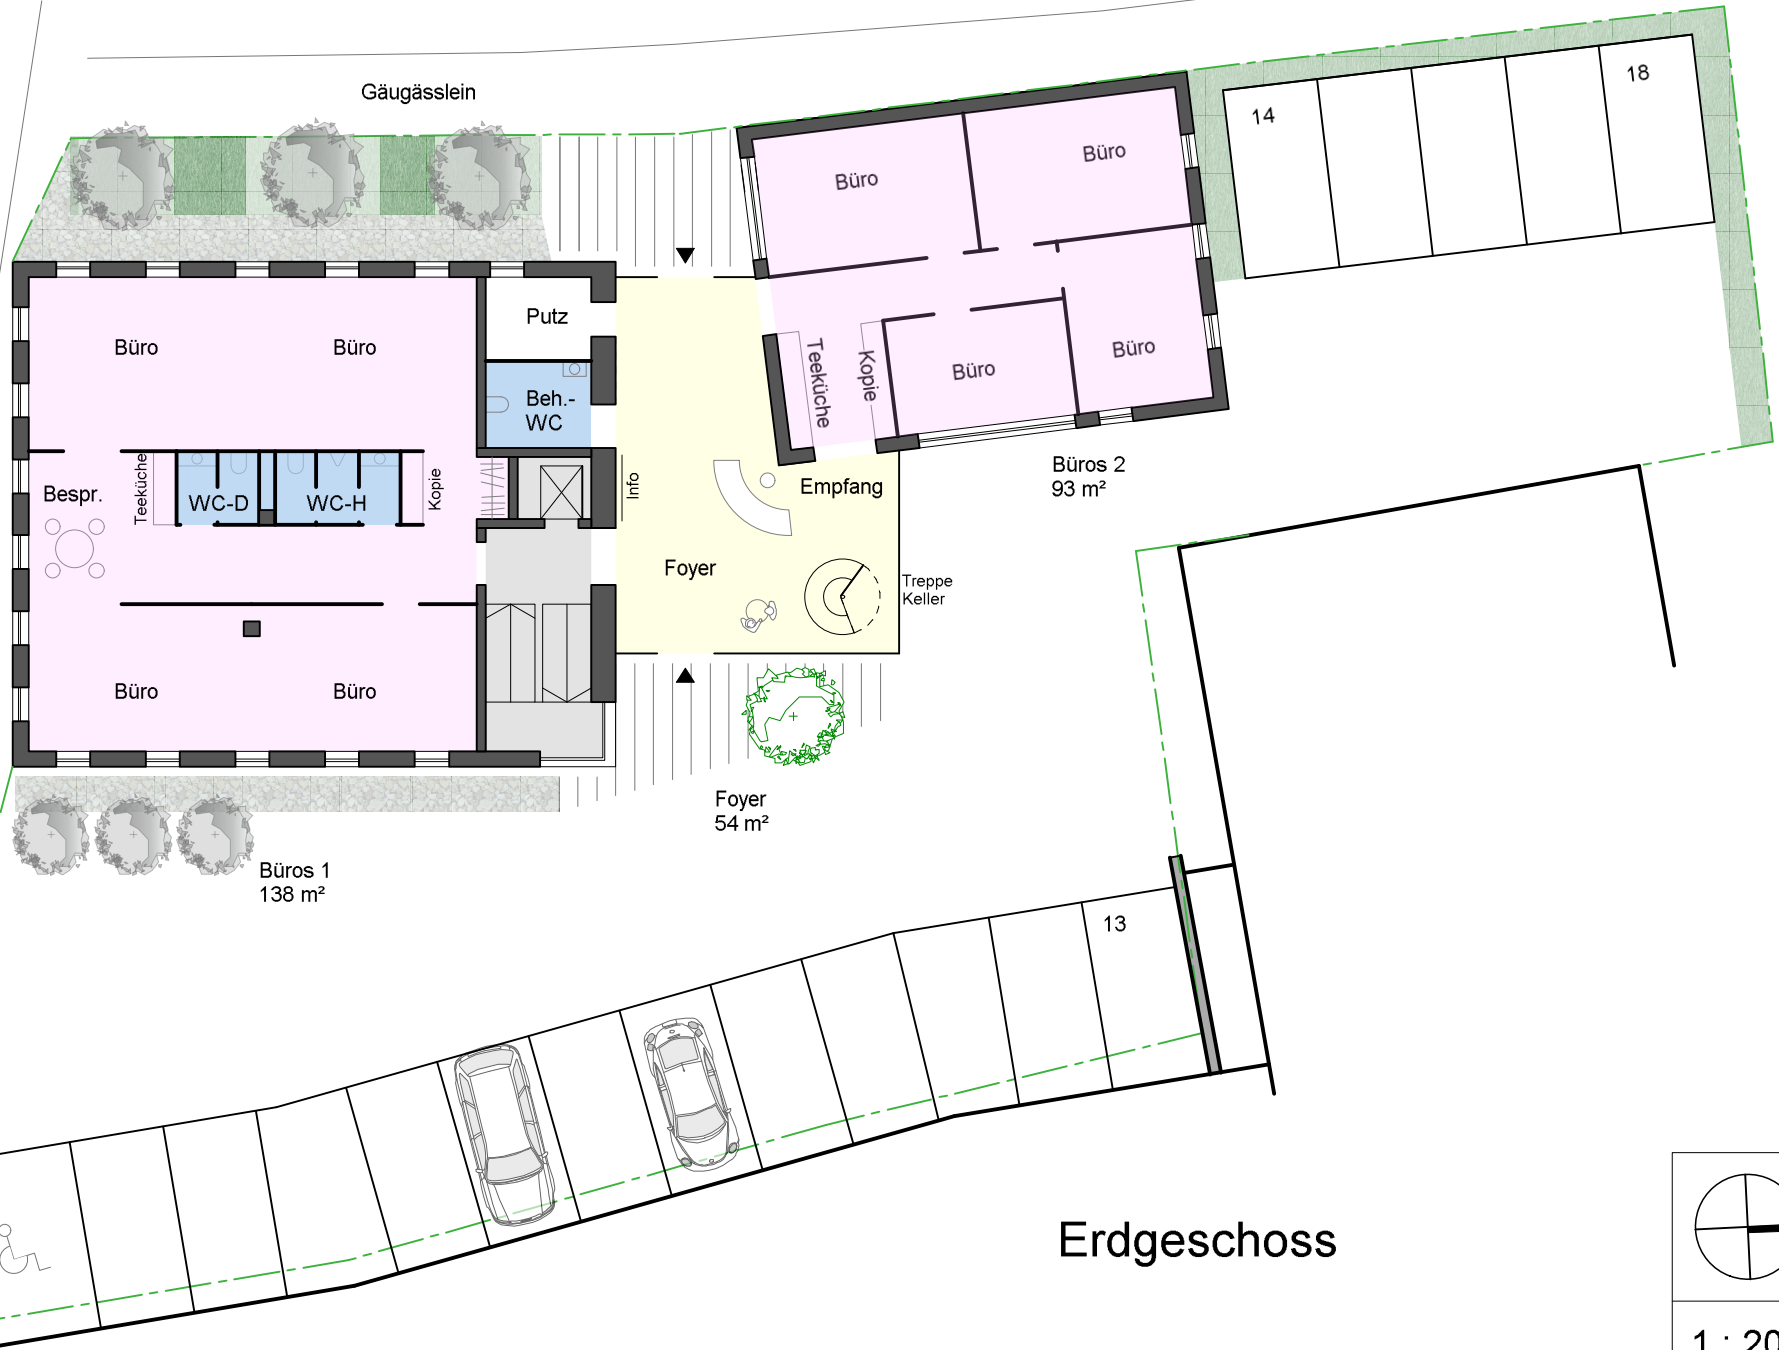 Gäugässlein
14
18
Büro
Büro
Putz
Büro
Büro
Teeküche
Kopie
Büro
Büro
Beh.-
WC
Bespr.
Teeküche
WC-D
WC-H
Kopie
Info
Empfang
Büros 2
93 m²
Foyer
Treppe
Keller
Büro
Büro
Foyer
54 m²
Büros 1
138 m²
13
Erdgeschoss
1 : 20